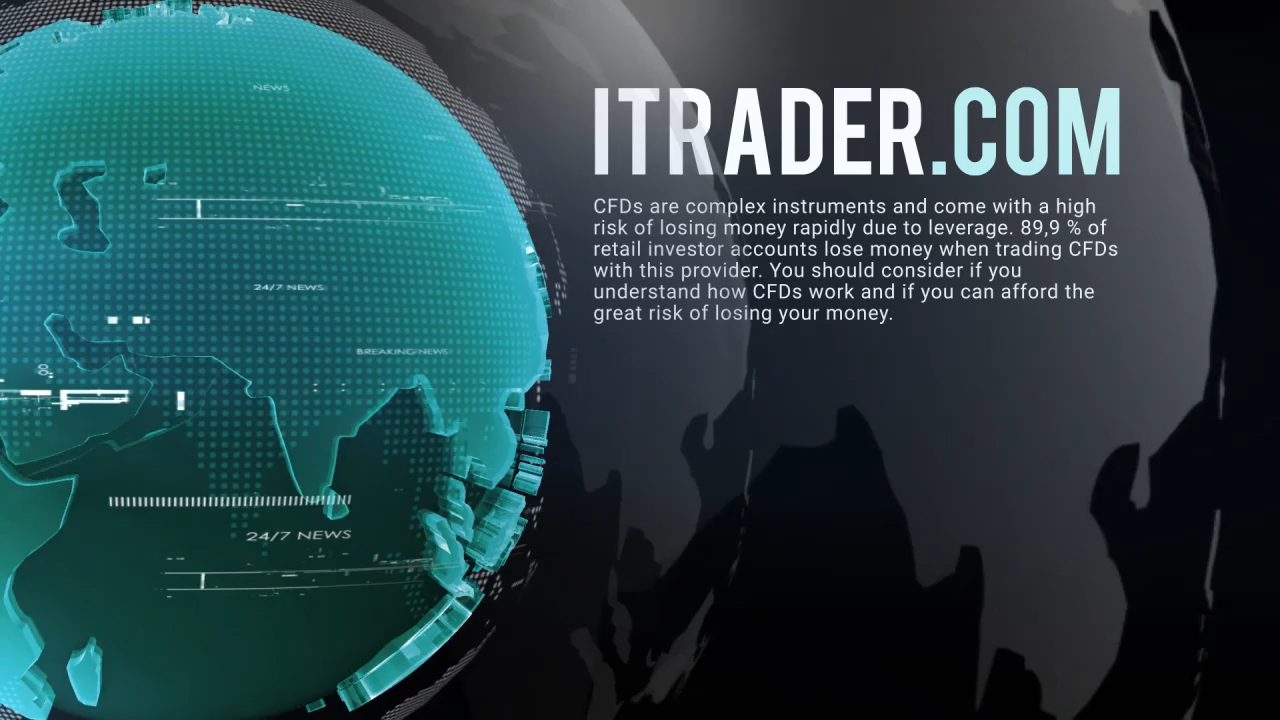 NEWS
NEWS
24/7 NEWS
BREAKING NEWS
24/7 NEWS
ITRADER.COM
CFDs are complex instruments and come with a high
risk of losing money rapidly due to leverage. 89,9 % of
retail investor accounts lose money when trading CFDs
with this provider. You should consider if you
understand how CFDs work and if you can afford the
great risk of losing your money.